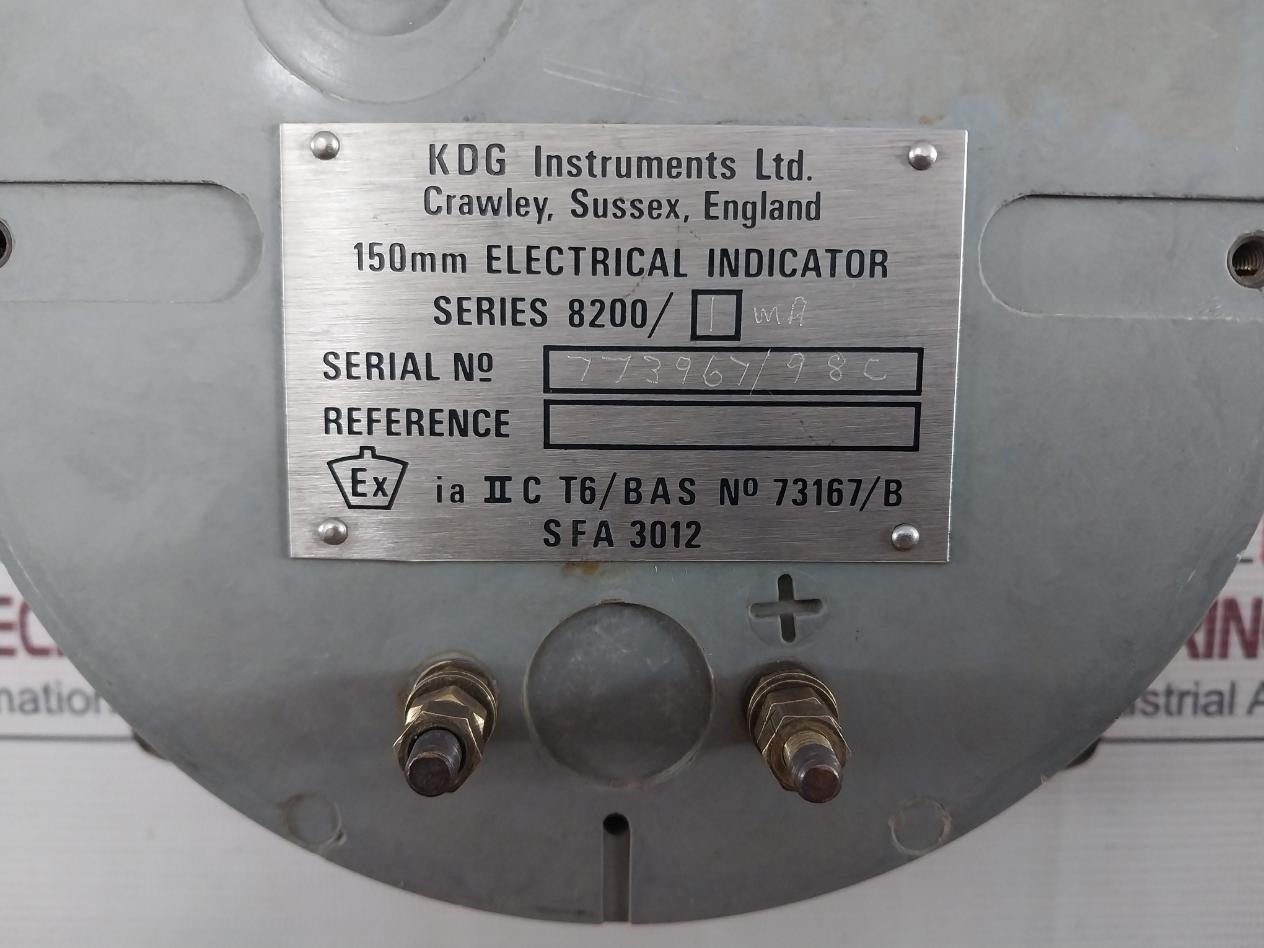 KDG Instruments Ltd.
Crawley, Sussex, England
150mm ELECTRICAL INDICATOR
SERIES 8200/ 1 mA
SERIAL Nº 773967/98C
REFERENCE
Ex ia IIC T6/BAS Nº 73167/B
SFA 3012
+